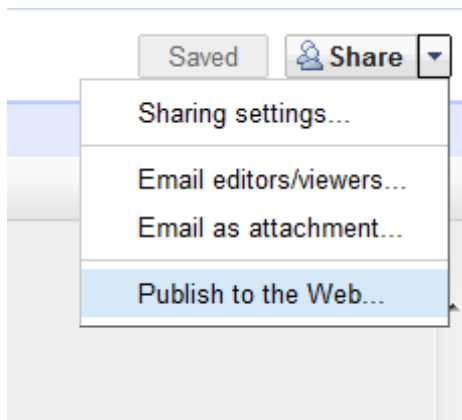 Saved Share
Sharing settings...
Email editors/viewers...
Email as attachment...
Publish to the Web...